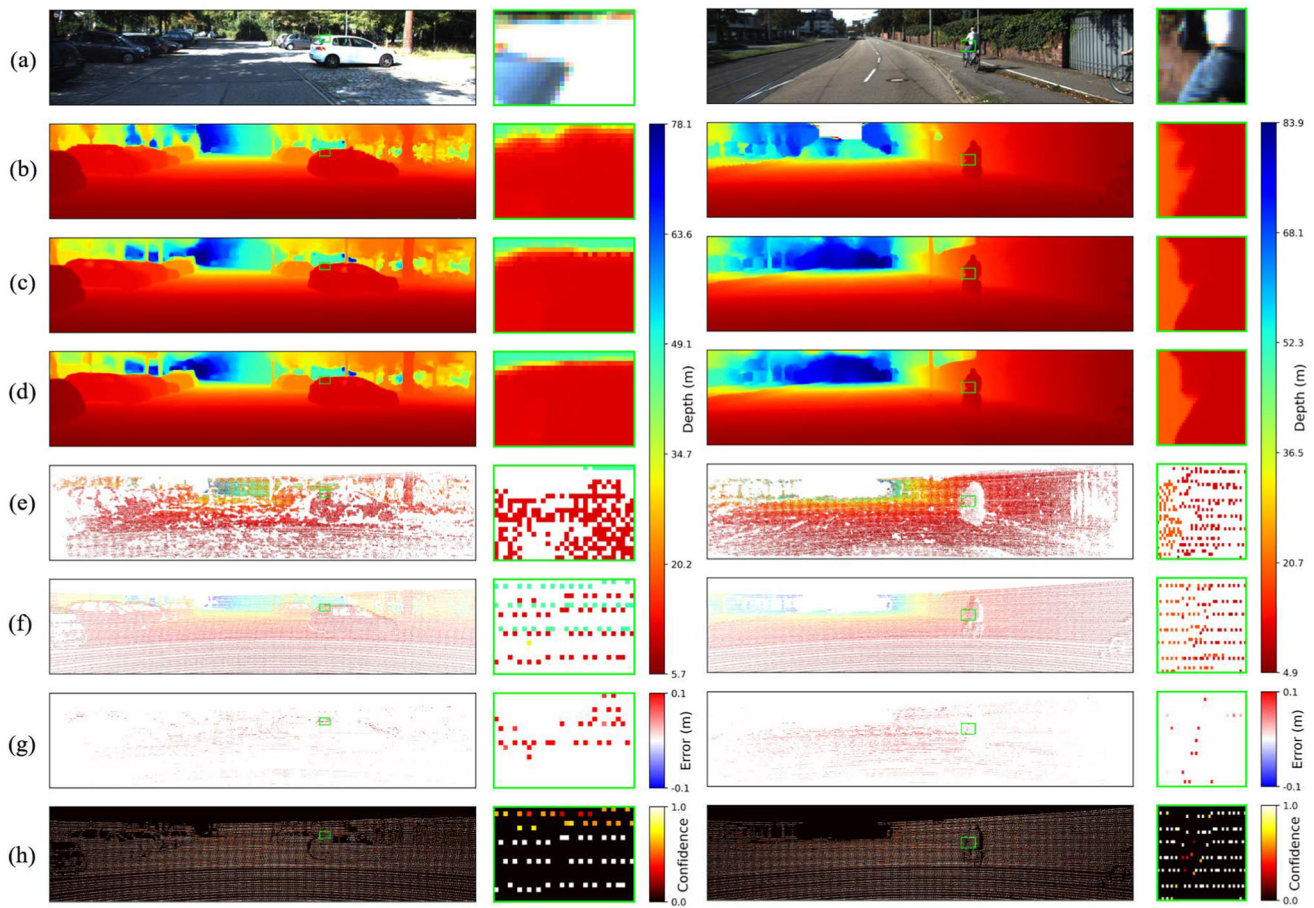 (a)
(b)
78.1
83.9
(c)
63.6
68.1
(d)
49.1
52.3
Depth (m)
Depth (m)
34.7
36.5
(e)
20.2
20.7
(f)
5.7
4.9
(g)
0.1
-0.1
Error (m)
0.1
-0.1
Error (m)
(h)
1.0
0.0
Confidence
1.0
0.0
Confidence